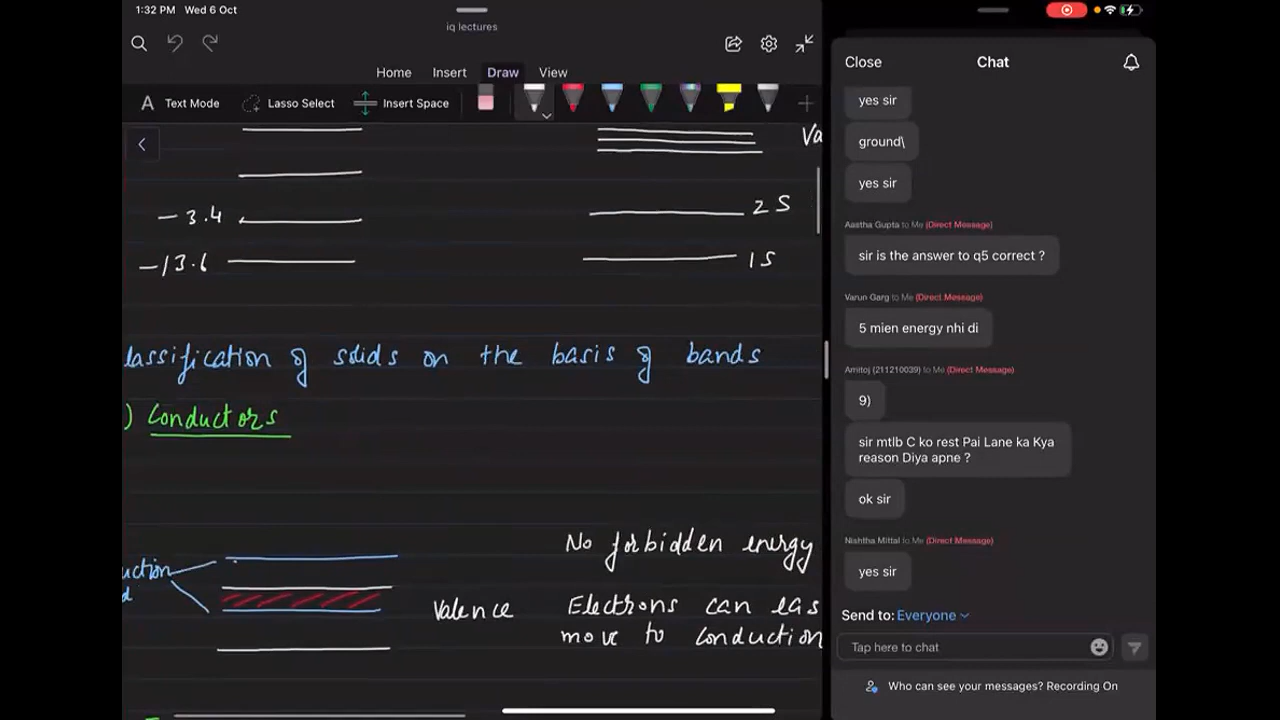 1:32 PM Wed 6 Oct
iq lectures
Home Insert Draw View
A Text Mode Lasso Select Insert Space
Va
-3.4
2S
-13.6
1S
lassification of solids on the basis of bands
) Conductors
No forbidden energy
uction
d
Valence
Electrons can eas
move to conduction
Close Chat
yes sir
ground\
yes sir
Aastha Gupta to Me (Direct Message)
sir is the answer to q5 correct ?
Varun Garg to Me (Direct Message)
5 mien energy nhi di
Amitoj (211210039) to Me (Direct Message)
9)
sir mtlb C ko rest Pai Lane ka Kya
reason Diya apne ?
ok sir
Nishtha Mittal to Me (Direct Message)
yes sir
Send to: Everyone
Tap here to chat
Who can see your messages? Recording On